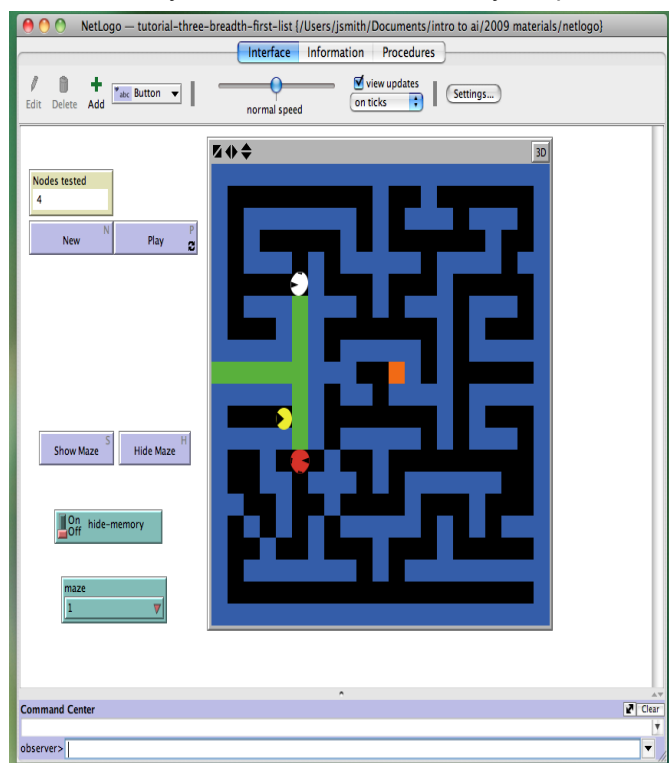 NetLogo — tutorial-three-breadth-first-list {/Users/jsmith/Documents/intro to ai/2009 materials/netlogo}
Interface Information Procedures
Edit Delete Add abc Button normal speed view updates on ticks Settings...
3D
Nodes tested
4
New N Play P
Show Maze S Hide Maze H
On
Off hide-memory
maze
1
Command Center Clear
observer>